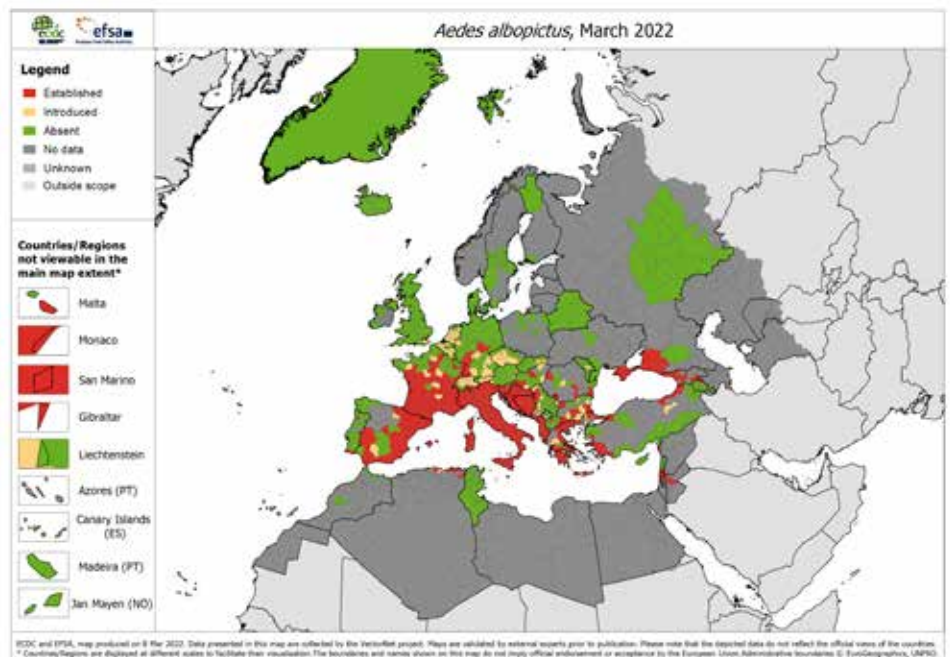 ecdc
efsa
Aedes albopictus, March 2022
Legend
Established
Introduced
Absent
No data
Unknown
Outside scope
Countries/Regions
not viewable in the
main map extent*
Malta
Monaco
San Marino
Gibraltar
Liechtenstein
Azores (PT)
Canary Islands
(ES)
Madeira (PT)
Jan Mayen (NO)
ECDC and EFSA, map produced on 8 Mar 2022. Data presented in this map are collected by the VectorNet project. Maps are validated by external experts prior to publication. Please note that the depicted data do not reflect the official views of the countries.
* Countries/Regions are displayed at different scales to facilitate their visualisation. The boundaries and names shown on this map do not imply official endorsement or acceptance by the European Union. Administrative boundaries © EuroGeographics, UNFAO.